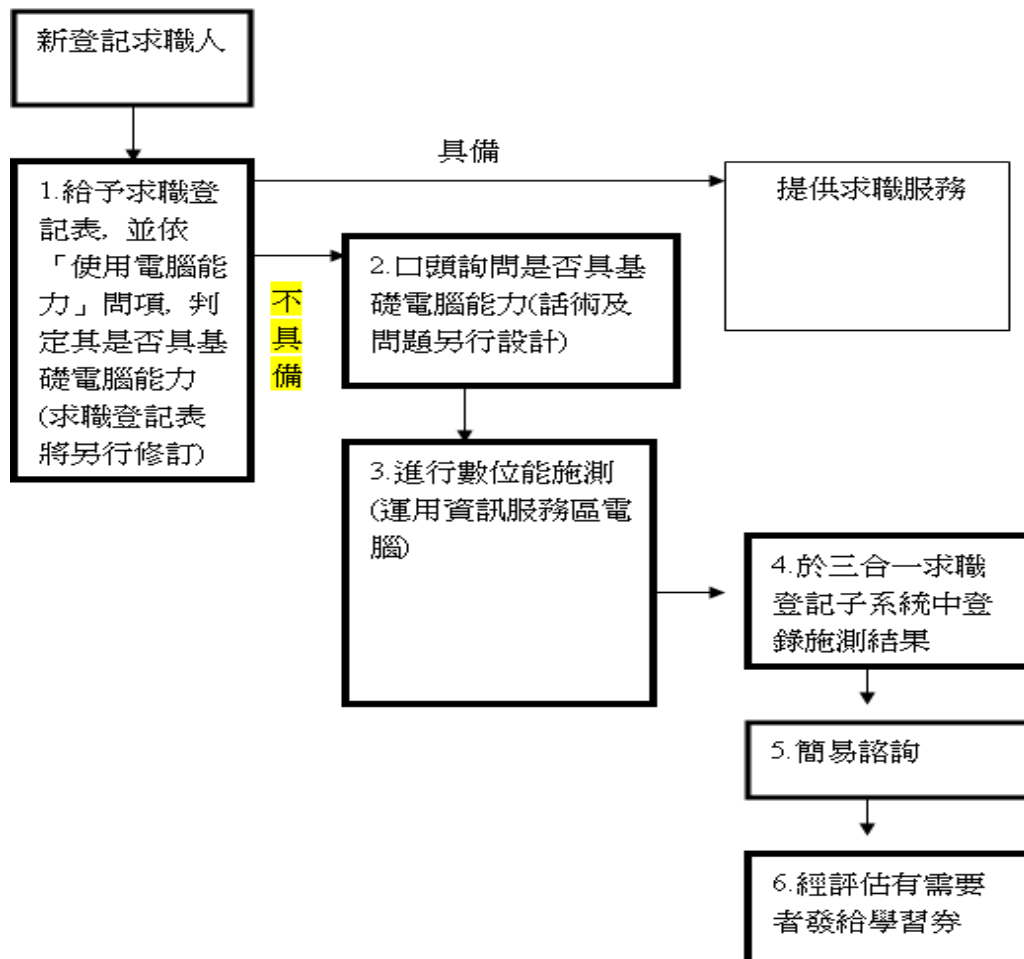 新登記求職人
具備
1.給予求職登
記表, 並依
「使用電腦能
力」問項, 判
定其是否具基
礎電腦能力
(求職登記表
將另行修訂)
提供求職服務
不
具
備
2.口頭詢問是否具基
礎電腦能力(話術及
問題另行設計)
3.進行數位能施測
(運用資訊服務區電
腦)
4.於三合一求職
登記子系統中登
錄施測結果
5.簡易諮詢
6.經評估有需要
者發給學習券